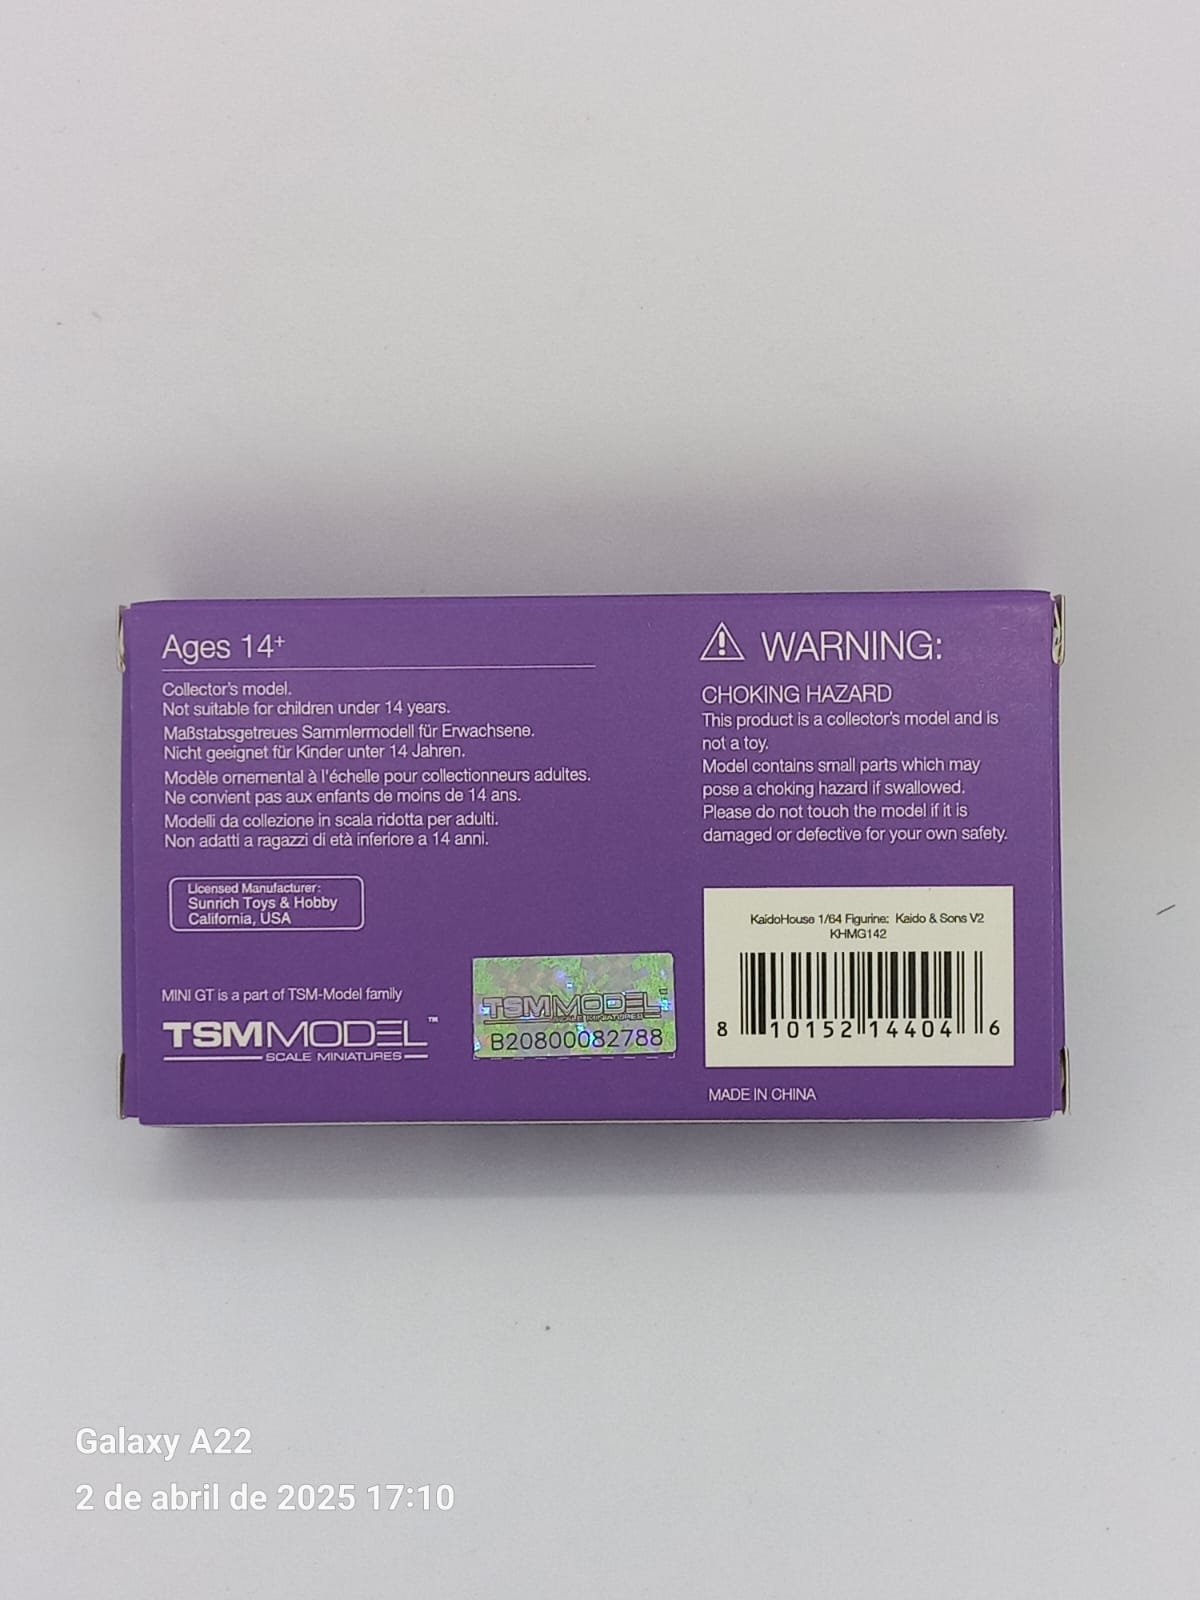 Ages 14+
Collector's model.
Not suitable for children under 14 years.
Maßstabsgetreues Sammlermodell für Erwachsene.
Nicht geeignet für Kinder unter 14 Jahren.
Modèle ornemental à l'échelle pour collectionneurs adultes.
Ne convient pas aux enfants de moins de 14 ans.
Modelli da collezione in scala ridotta per adulti.
Non adatti a ragazzi di età inferiore a 14 anni.
Licensed Manufacturer:
Sunrich Toys & Hobby
California, USA
MINI GT is a part of TSM-Model family
TSMMODEL™
SCALE MINIATURES
TSMMODEL
SCALE MINIATURES
B20800082788
⚠ WARNING:
CHOKING HAZARD
This product is a collector's model and is
not a toy.
Model contains small parts which may
pose a choking hazard if swallowed.
Please do not touch the model if it is
damaged or defective for your own safety.
KaidoHouse 1/64 Figurine: Kaido & Sons V2
KHMG142
8 10152 14404 6
MADE IN CHINA
Galaxy A22
2 de abril de 2025 17:10